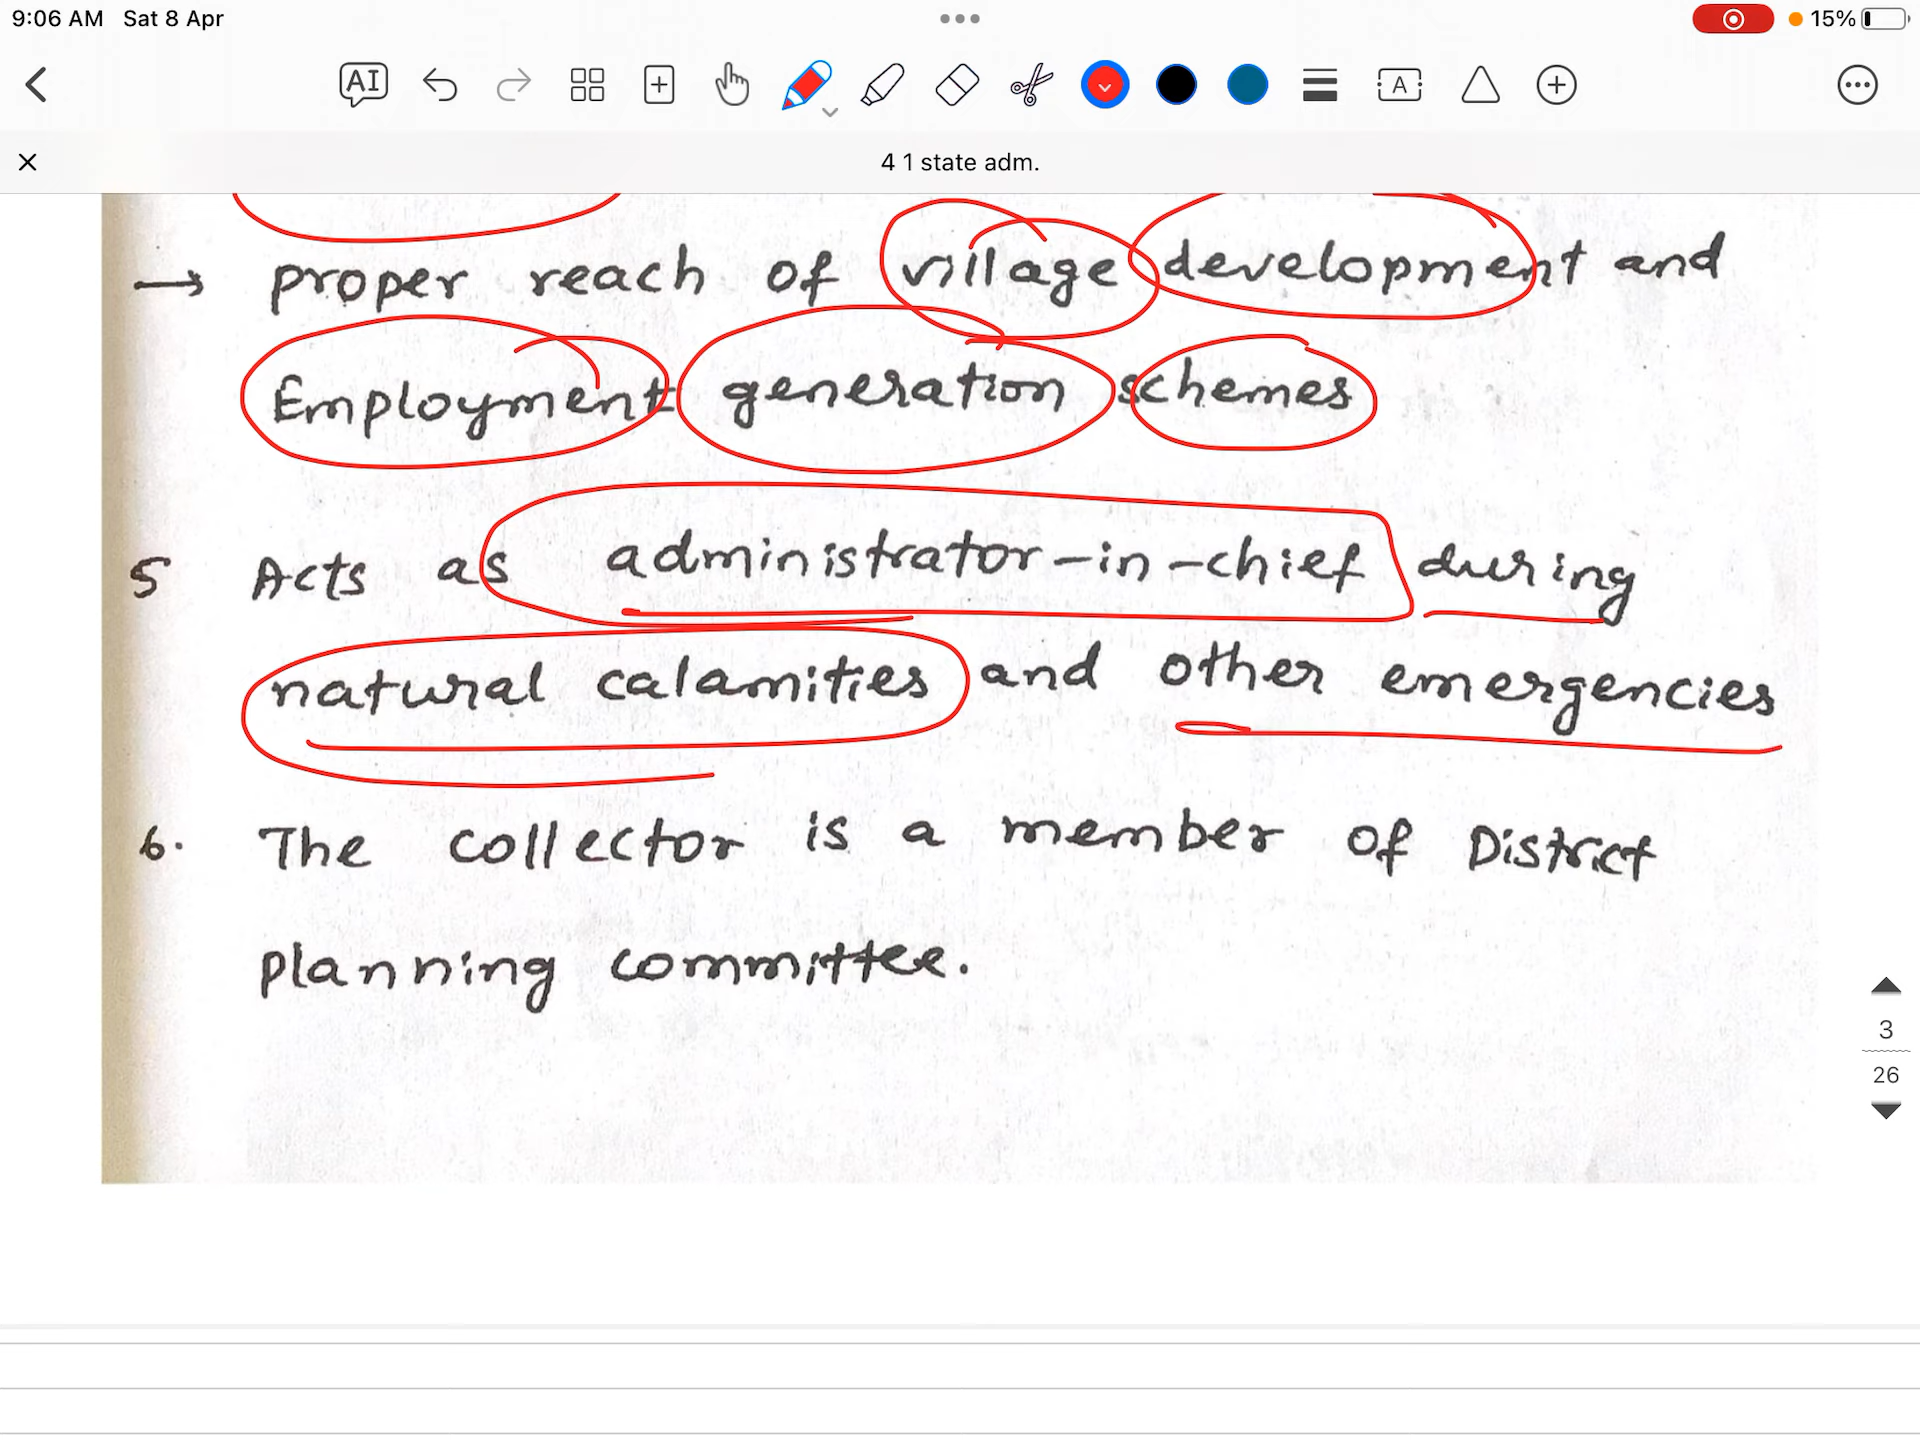 9:06 AM Sat 8 Apr
15%
AI
A
4 1 state adm.
→ proper reach of village development and
Employment generation schemes
5 Acts as administrator-in-chief during
natural calamities and other emergencies
6. The collector is a member of District
planning committee.
3
26